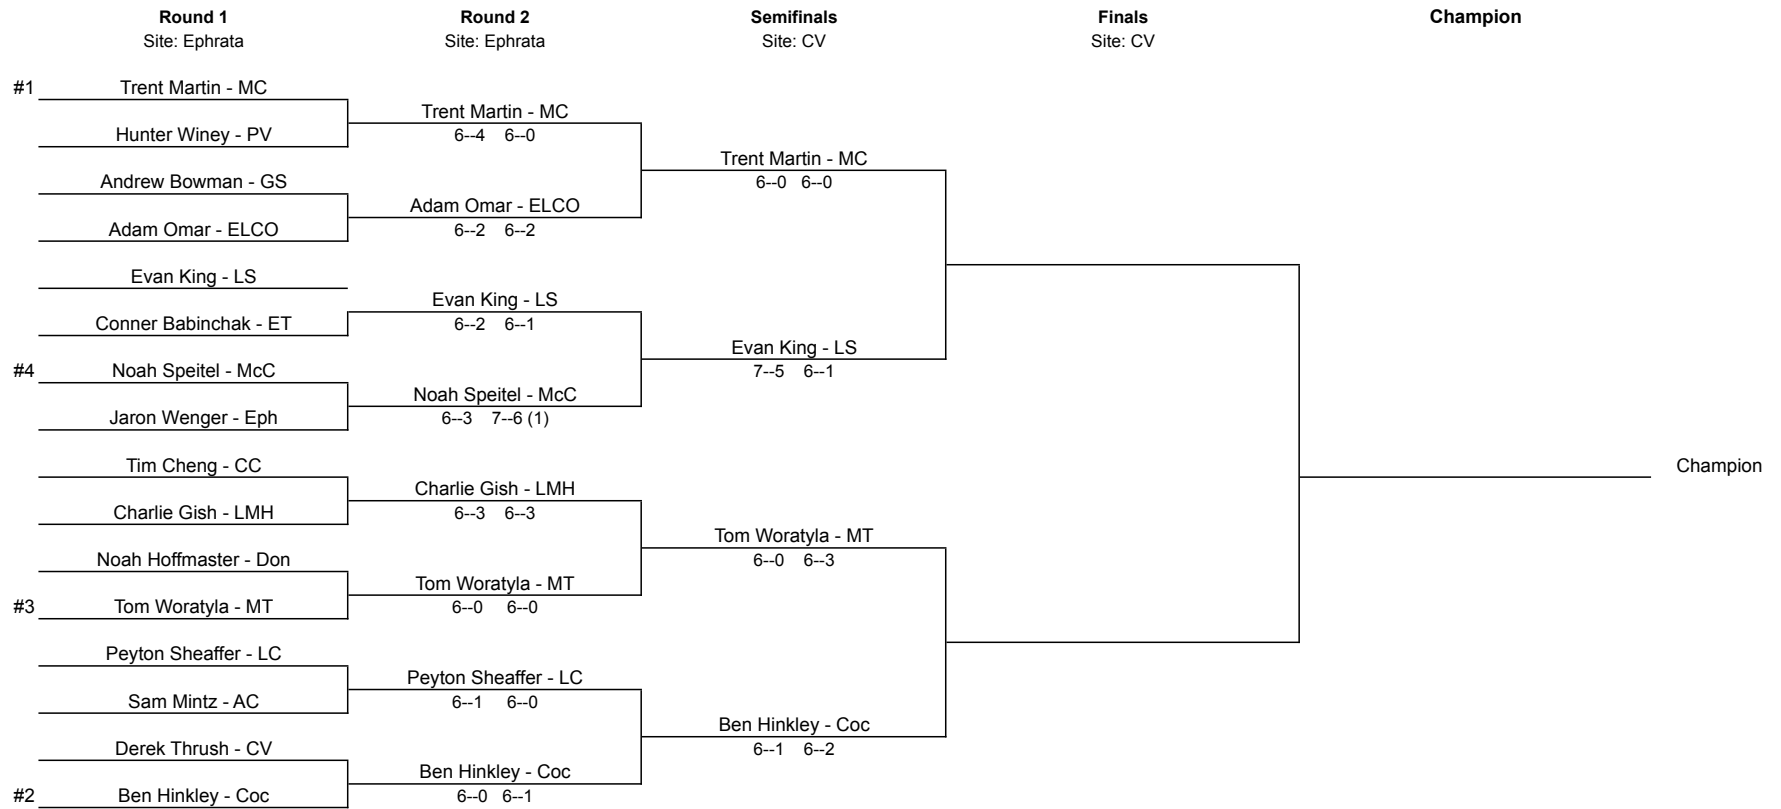 Round 1
Site: Ephrata
Round 2
Site: Ephrata
Semifinals
Site: CV
Finals
Site: CV
Champion
#1
Trent Martin - MC
Hunter Winey - PV
Andrew Bowman - GS
Adam Omar - ELCO
Evan King - LS
Conner Babinchak - ET
#4
Noah Speitel - McC
Jaron Wenger - Eph
Tim Cheng - CC
Charlie Gish - LMH
Noah Hoffmaster - Don
#3
Tom Woratyla - MT
Peyton Sheaffer - LC
Sam Mintz - AC
Derek Thrush - CV
#2
Ben Hinkley - Coc
Trent Martin - MC
6--4 6--0
Adam Omar - ELCO
6--2 6--2
Evan King - LS
6--2 6--1
Noah Speitel - McC
6--3 7--6 (1)
Charlie Gish - LMH
6--3 6--3
Tom Woratyla - MT
6--0 6--0
Peyton Sheaffer - LC
6--1 6--0
Ben Hinkley - Coc
6--0 6--1
Trent Martin - MC
6--0 6--0
Evan King - LS
7--5 6--1
Tom Woratyla - MT
6--0 6--3
Ben Hinkley - Coc
6--1 6--2
Champion